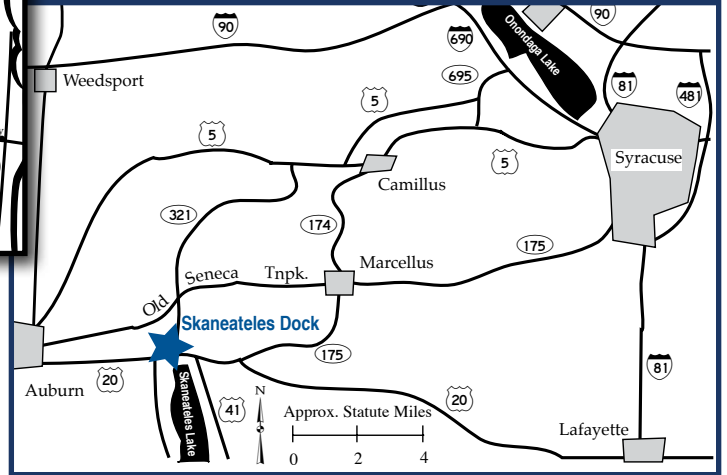 90
90
690
Onondaga Lake
Weedsport
695
81
481
5
5
5
Syracuse
Camillus
321
174
175
Old Seneca Tnpk.
Marcellus
Skaneateles Dock
175
81
Auburn
20
Skaneateles Lake
41
N
Approx. Statute Miles
0 2 4
20
Lafayette